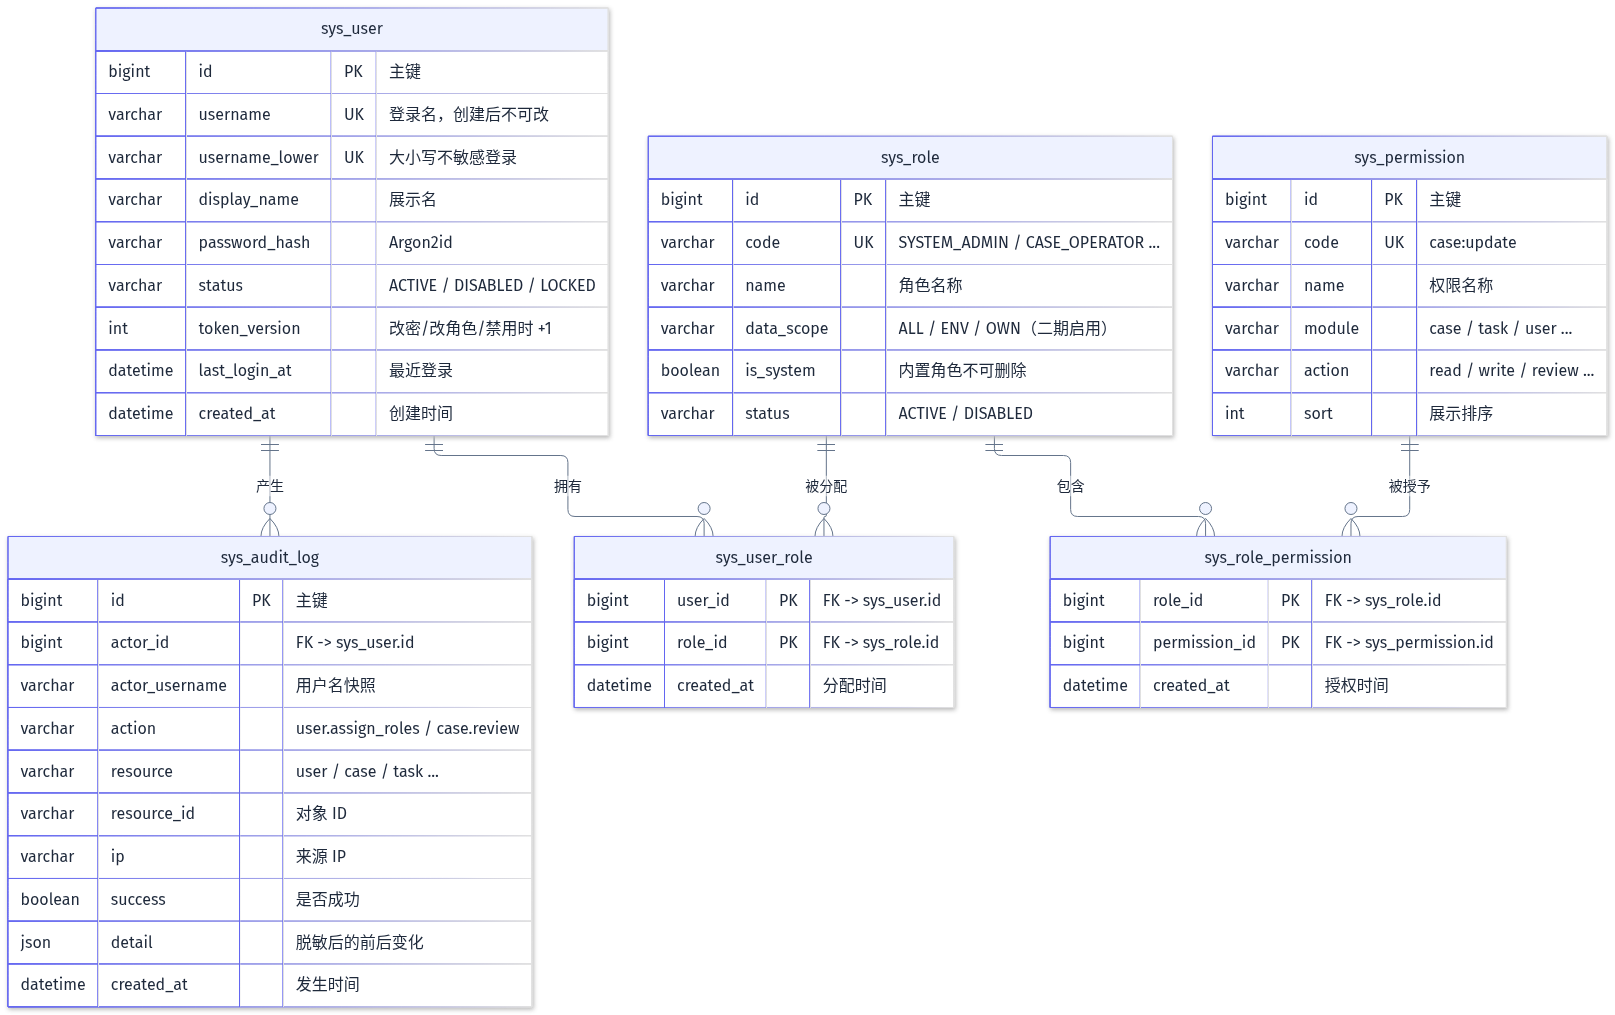 sys_user
bigint id PK 主键
varchar username UK 登录名，创建后不可改
varchar username_lower UK 大小写不敏感登录
varchar display_name 展示名
varchar password_hash Argon2id
varchar status ACTIVE / DISABLED / LOCKED
int token_version 改密/改角色/禁用时 +1
datetime last_login_at 最近登录
datetime created_at 创建时间
sys_role
bigint id PK 主键
varchar code UK SYSTEM_ADMIN / CASE_OPERATOR ...
varchar name 角色名称
varchar data_scope ALL / ENV / OWN（二期启用）
boolean is_system 内置角色不可删除
varchar status ACTIVE / DISABLED
sys_permission
bigint id PK 主键
varchar code UK case:update
varchar name 权限名称
varchar module case / task / user ...
varchar action read / write / review ...
int sort 展示排序
产生
拥有
被分配
包含
被授予
sys_audit_log
bigint id PK 主键
bigint actor_id FK -> sys_user.id
varchar actor_username 用户名快照
varchar action user.assign_roles / case.review
varchar resource user / case / task ...
varchar resource_id 对象 ID
varchar ip 来源 IP
boolean success 是否成功
json detail 脱敏后的前后变化
datetime created_at 发生时间
sys_user_role
bigint user_id PK FK -> sys_user.id
bigint role_id PK FK -> sys_role.id
datetime created_at 分配时间
sys_role_permission
bigint role_id PK FK -> sys_role.id
bigint permission_id PK FK -> sys_permission.id
datetime created_at 授权时间